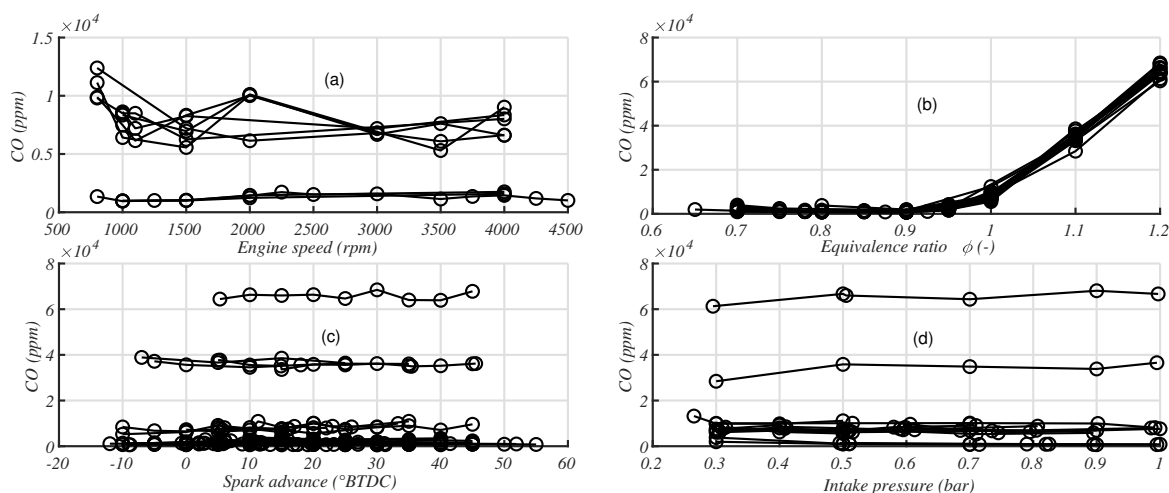 ×10⁴
1.5
1
0.5
0
CO (ppm)
(a)
500 1000 1500 2000 2500 3000 3500 4000 4500
Engine speed (rpm)
×10⁴
8
6
4
2
0
CO (ppm)
(b)
0.6 0.7 0.8 0.9 1 1.1 1.2
Equivalence ratio ϕ (-)
×10⁴
8
6
4
2
0
CO (ppm)
(c)
-20 -10 0 10 20 30 40 50 60
Spark advance (°BTDC)
×10⁴
8
6
4
2
0
CO (ppm)
(d)
0.2 0.3 0.4 0.5 0.6 0.7 0.8 0.9 1
Intake pressure (bar)